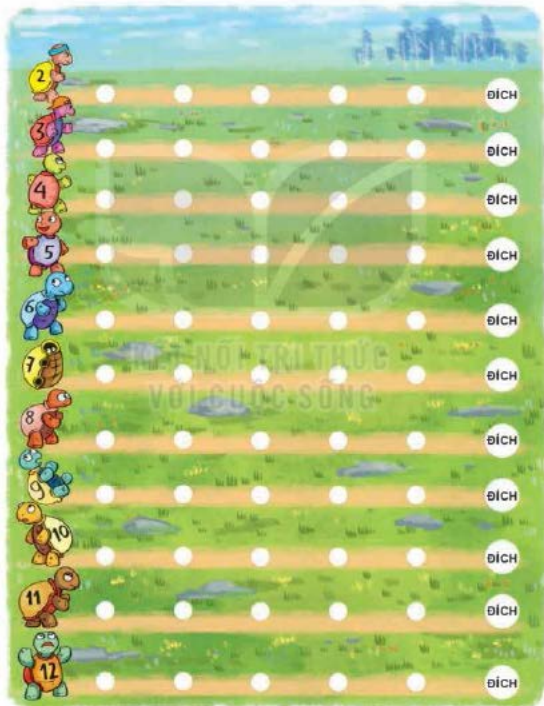 2 ĐÍCH
3 ĐÍCH
4 ĐÍCH
5 ĐÍCH
6 ĐÍCH
KẾT NỐI TRI THỨC
7 ĐÍCH
VỚI CUỘC SỐNG
8 ĐÍCH
9 ĐÍCH
10 ĐÍCH
11 ĐÍCH
12 ĐÍCH